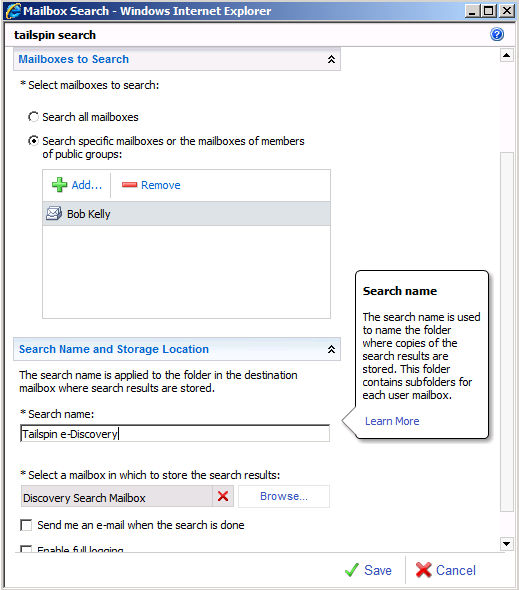 Mailbox Search - Windows Internet Explorer
tailspin search
Mailboxes to Search
* Select mailboxes to search:
Search all mailboxes
Search specific mailboxes or the mailboxes of members
of public groups:
Add... Remove
Bob Kelly
Search name
The search name is used
to name the folder
where copies of the
search results are
stored. This folder
contains subfolders for
each user mailbox.
Learn More
Search Name and Storage Location
The search name is applied to the folder in the destination
mailbox where search results are stored.
* Search name:
Tailspin e-Discovery
* Select a mailbox in which to store the search results:
Discovery Search Mailbox Browse...
Send me an e-mail when the search is done
Enable full logging
Save Cancel